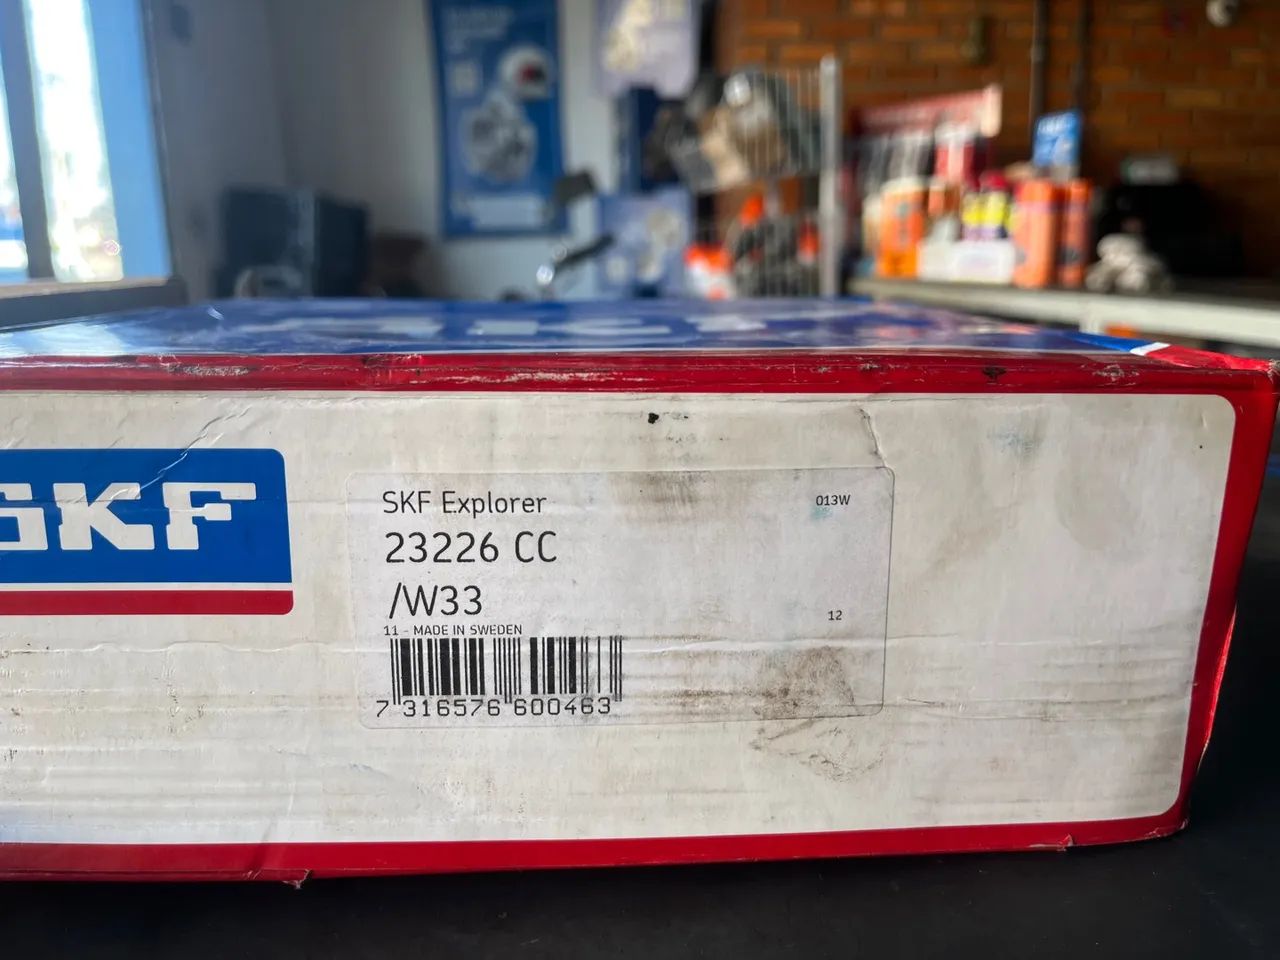 SKF
SKF Explorer
013W
23226 CC
/W33
12
11 - MADE IN SWEDEN
7 316576 600463